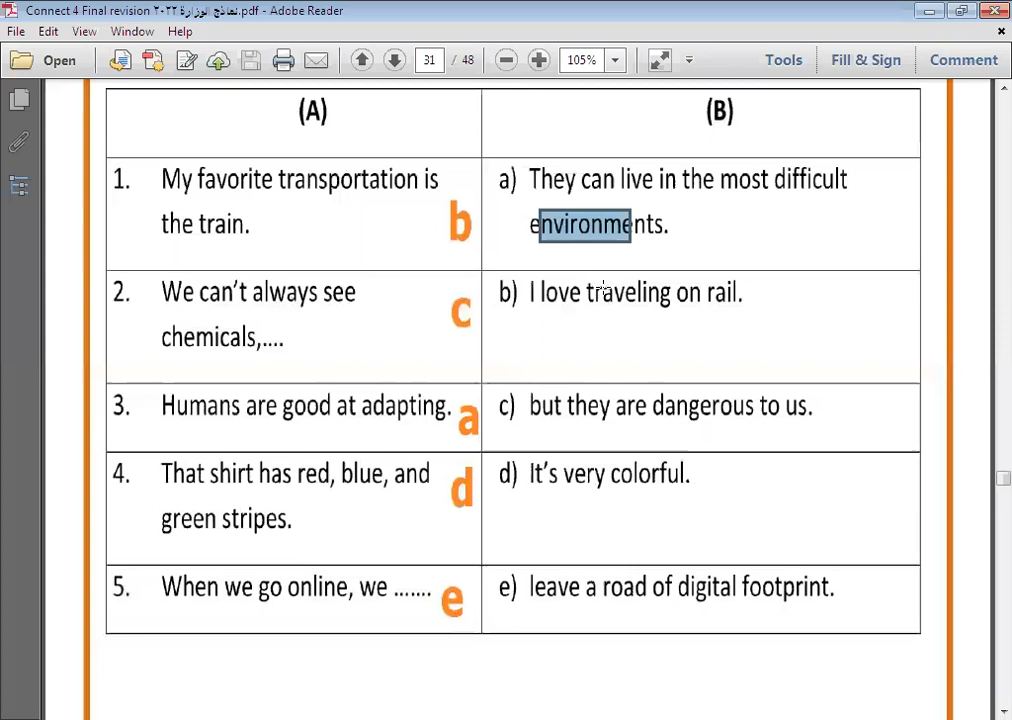 Connect 4 Final revision نماذج الوزارة ٢٠٢٢.pdf - Adobe Reader
File Edit View Window Help
Open 31 / 48 105% Tools Fill & Sign Comment
(A) (B)
1. My favorite transportation is
the train. b
a) They can live in the most difficult
environments.
2. We can't always see
chemicals,.... c
b) I love traveling on rail.
3. Humans are good at adapting. a
c) but they are dangerous to us.
4. That shirt has red, blue, and
green stripes. d
d) It's very colorful.
5. When we go online, we ....... e
e) leave a road of digital footprint.